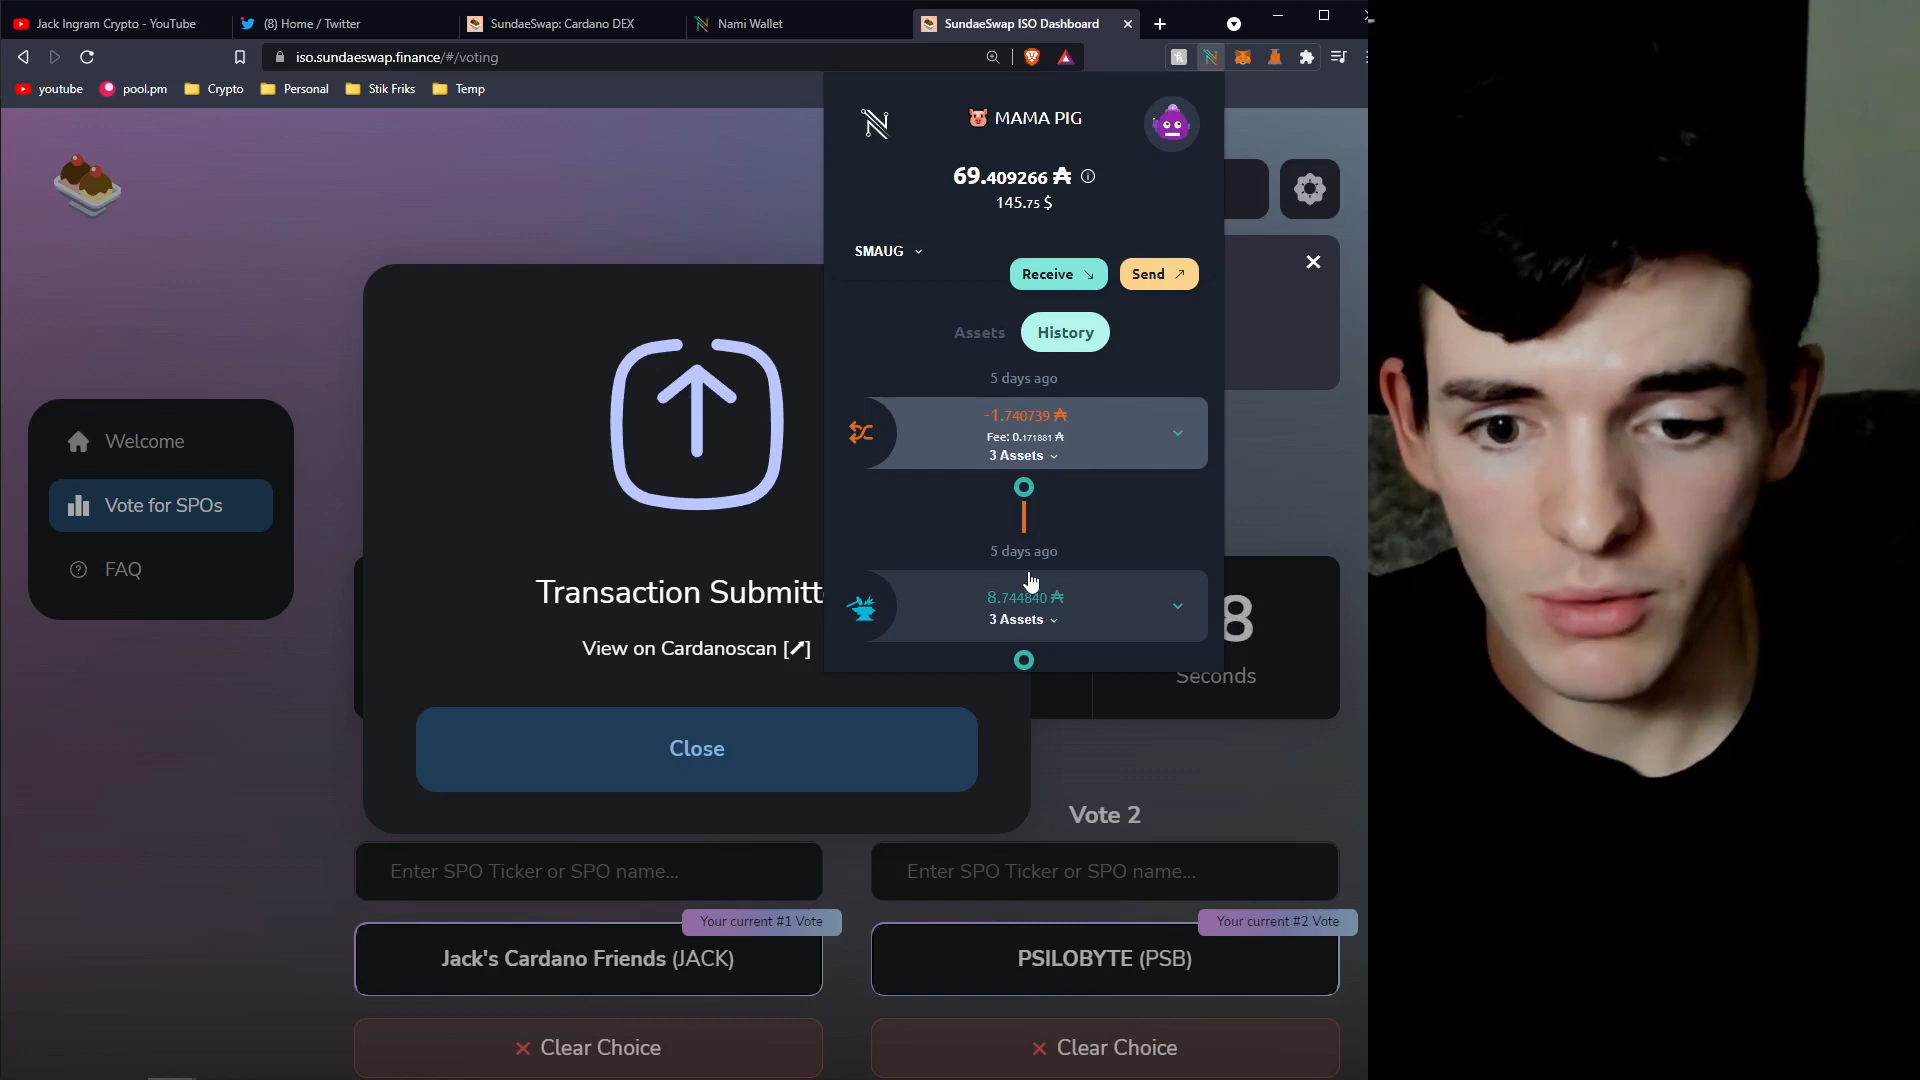 Jack Ingram Crypto - YouTube
(8) Home / Twitter
SundaeSwap: Cardano DEX
Nami Wallet
SundaeSwap ISO Dashboard
iso.sundaeswap.finance/#/voting
youtube
pool.pm
Crypto
Personal
Stik Friks
Temp
MAMA PIG
69.409266 ₳
145.75 $
SMAUG
Receive
Send
Assets
History
5 days ago
-1.740739 ₳
Fee: 0.171881 ₳
3 Assets
5 days ago
8.744840 ₳
3 Assets
Welcome
Vote for SPOs
FAQ
Transaction Submitt
View on Cardanoscan
Close
8
Seconds
Vote 2
Enter SPO Ticker or SPO name...
Enter SPO Ticker or SPO name...
Your current #1 Vote
Your current #2 Vote
Jack's Cardano Friends (JACK)
PSILOBYTE (PSB)
Clear Choice
Clear Choice